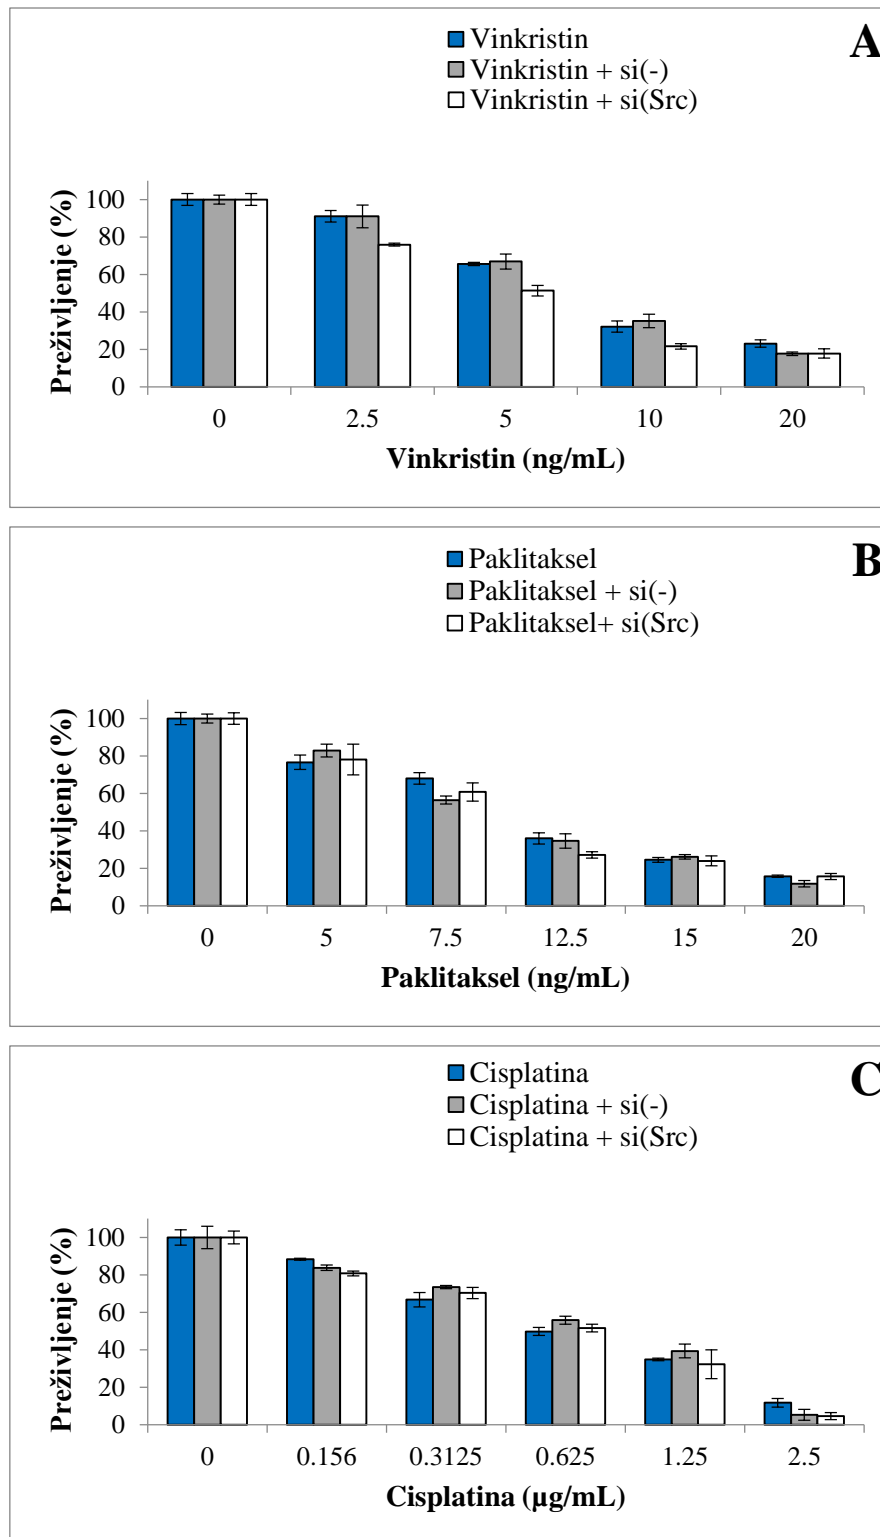 A
Vinkristin
Vinkristin + si(-)
Vinkristin + si(Src)
Preživljenje (%)
100
80
60
40
20
0
0 2.5 5 10 20
Vinkristin (ng/mL)
B
Paklitaksel
Paklitaksel + si(-)
Paklitaksel+ si(Src)
Preživljenje (%)
100
80
60
40
20
0
0 5 7.5 12.5 15 20
Paklitaksel (ng/mL)
C
Cisplatina
Cisplatina + si(-)
Cisplatina + si(Src)
Preživljenje (%)
100
80
60
40
20
0
0 0.156 0.3125 0.625 1.25 2.5
Cisplatina (µg/mL)